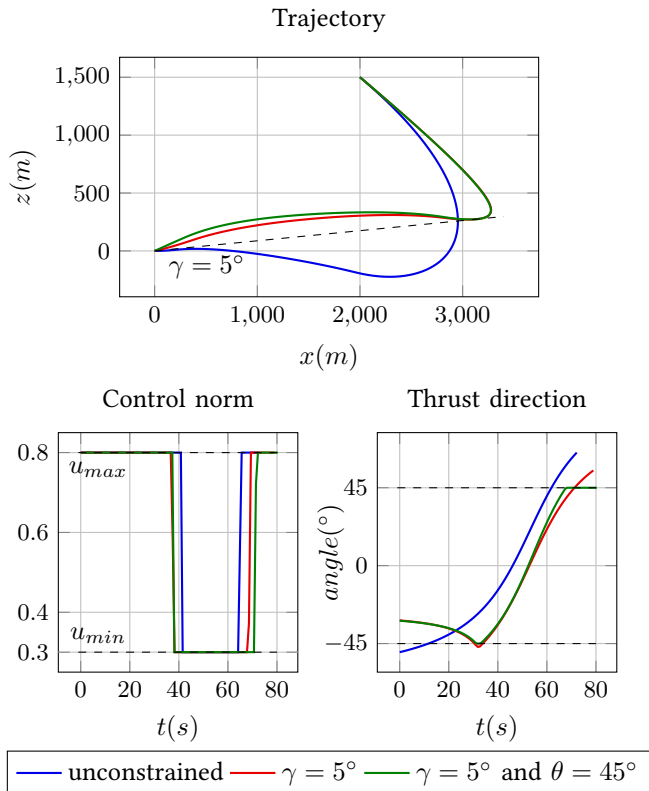 Trajectory
1,500
1,000
500
0
z(m)
γ = 5°
0 1,000 2,000 3,000
x(m)
Control norm
0.8
u_max
0.6
0.4
u_min
0.3
0 20 40 60 80
t(s)
Thrust direction
angle(°)
45
0
−45
0 20 40 60 80
t(s)
unconstrained γ = 5° γ = 5° and θ = 45°